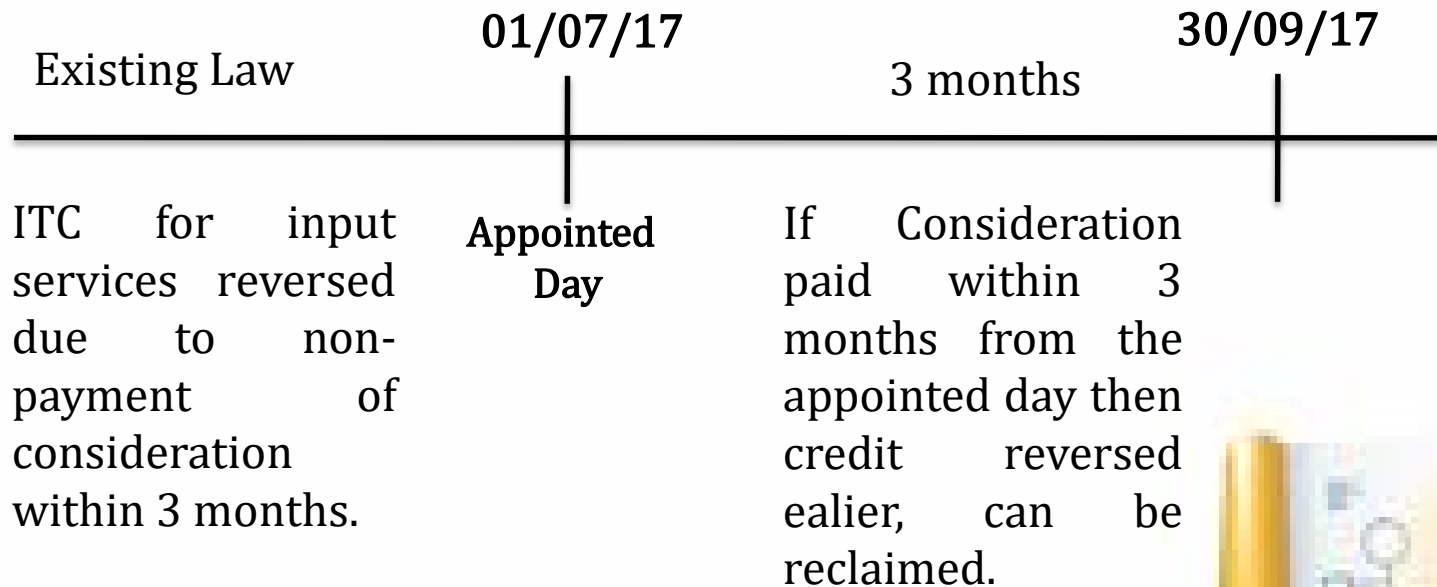 01/07/17
30/09/17
Existing Law
3 months
ITC for input
services reversed
due to non-
payment of
consideration
within 3 months.
Appointed
Day
If Consideration
paid within 3
months from the
appointed day then
credit reversed
ealier, can be
reclaimed.